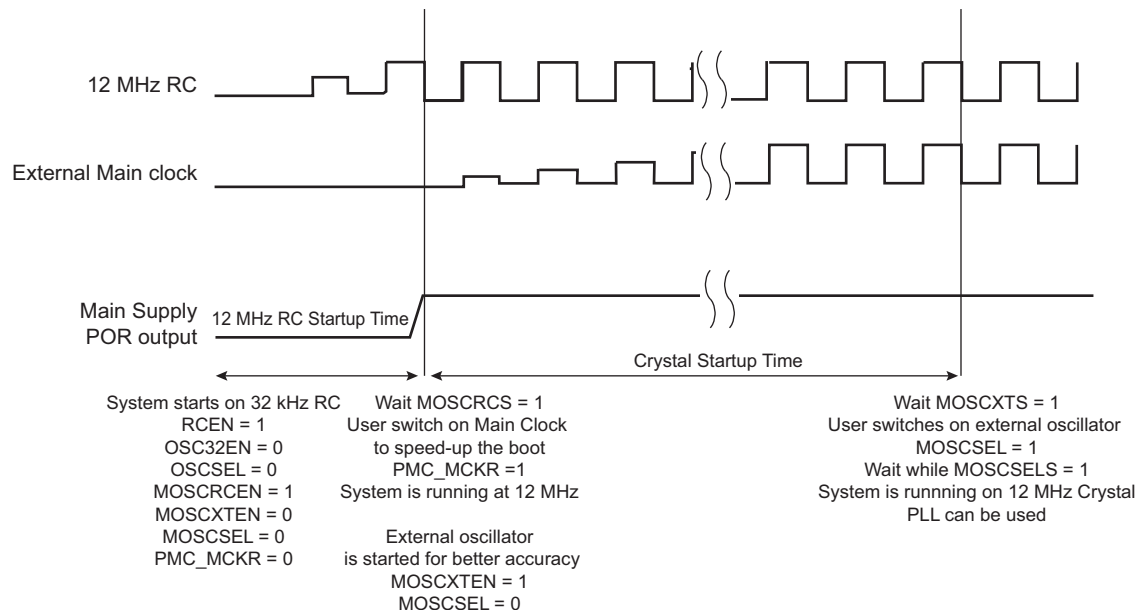 12 MHz RC
External Main clock
Main Supply
POR output
12 MHz RC Startup Time
Crystal Startup Time
System starts on 32 kHz RC
RCEN = 1
OSC32EN = 0
OSCSEL = 0
MOSCRCEN = 1
MOSCXTEN = 0
MOSCSEL = 0
PMC_MCKR = 0
Wait MOSCRCS = 1
User switch on Main Clock
to speed-up the boot
PMC_MCKR =1
System is running at 12 MHz
External oscillator
is started for better accuracy
MOSCXTEN = 1
MOSCSEL = 0
Wait MOSCXTS = 1
User switches on external oscillator
MOSCSEL = 1
Wait while MOSCSELS = 1
System is runnning on 12 MHz Crystal
PLL can be used